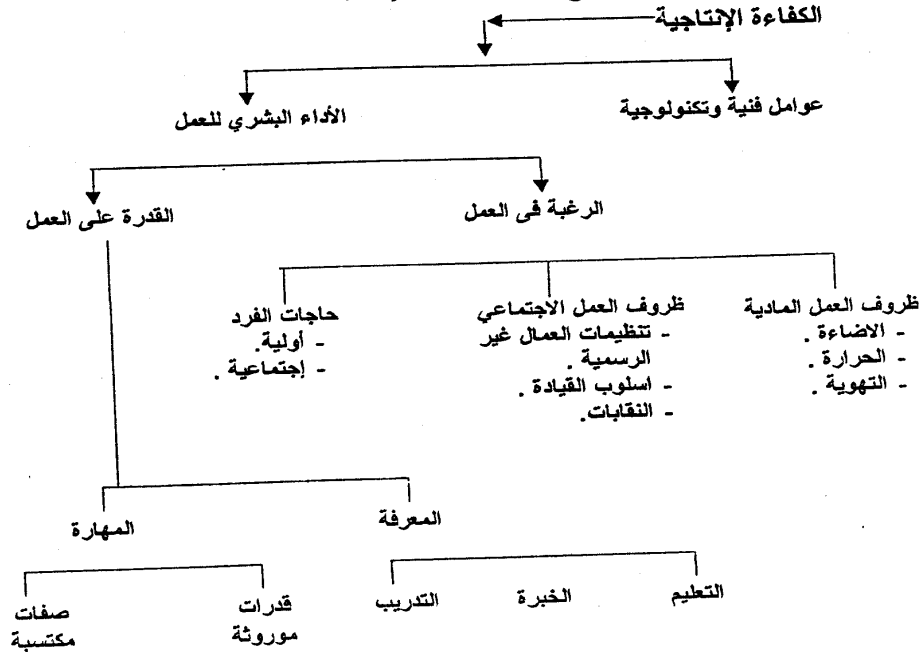 الكفاءة الإنتاجية
عوامل فنية وتكنولوجية
الأداء البشري للعمل
الرغبة فى العمل
القدرة على العمل
ظروف العمل المادية
- الاضاءة .
- الحرارة .
- التهوية .
ظروف العمل الاجتماعي
- تنظيمات العمال غير
الرسمية .
- اسلوب القيادة .
- النقابات.
حاجات الفرد
- أولية.
- إجتماعية .
المعرفة
المهارة
التعليم
الخبرة
التدريب
قدرات
موروثة
صفات
مكتسبة